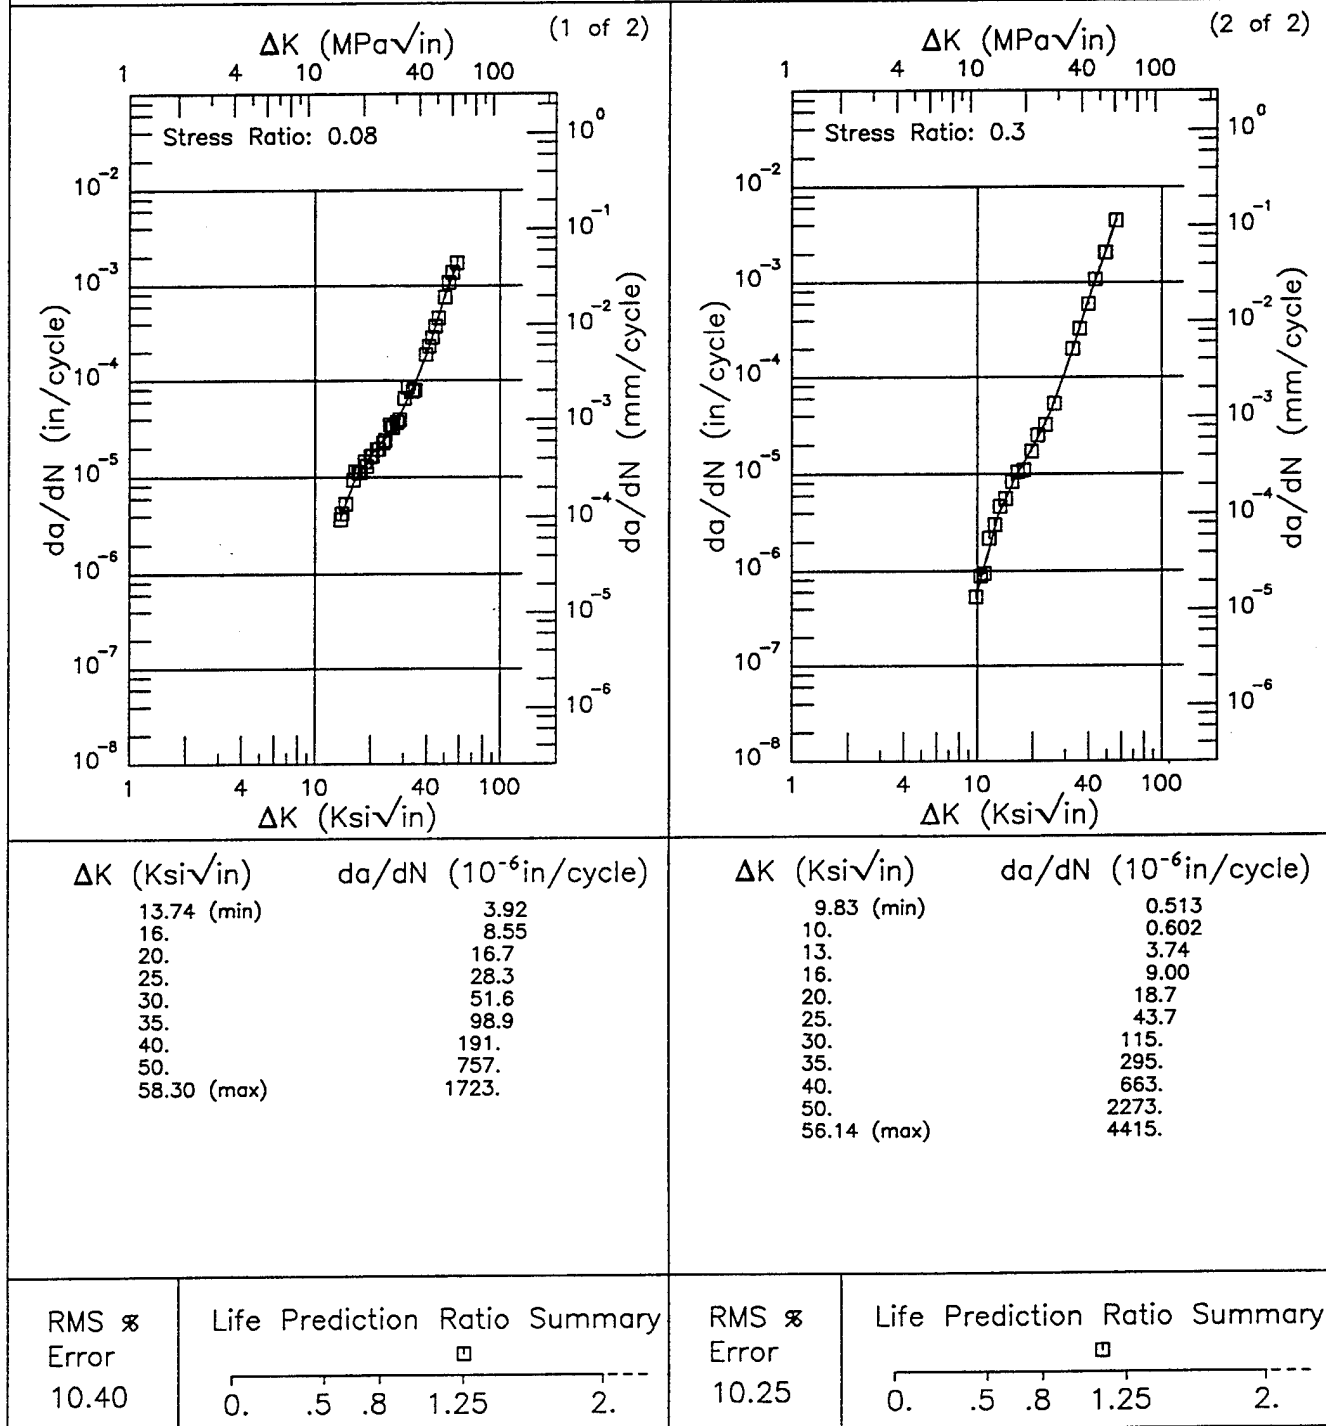 (1 of 2)
ΔK (MPa√in)
1 4 10 40 100
Stress Ratio: 0.08
10⁰
10⁻¹
10⁻²
10⁻³
10⁻⁴
10⁻⁵
10⁻⁶
da/dN (mm/cycle)
10⁻²
10⁻³
10⁻⁴
10⁻⁵
10⁻⁶
10⁻⁷
10⁻⁸
da/dN (in/cycle)
1 4 10 40 100
ΔK (Ksi√in)
ΔK (Ksi√in) da/dN (10⁻⁶in/cycle)
13.74 (min) 3.92
16. 8.55
20. 16.7
25. 28.3
30. 51.6
35. 98.9
40. 191.
50. 757.
58.30 (max) 1723.
RMS % Error 10.40
Life Prediction Ratio Summary
0. .5 .8 1.25 2.
(2 of 2)
ΔK (MPa√in)
1 4 10 40 100
Stress Ratio: 0.3
10⁰
10⁻¹
10⁻²
10⁻³
10⁻⁴
10⁻⁵
10⁻⁶
da/dN (mm/cycle)
10⁻²
10⁻³
10⁻⁴
10⁻⁵
10⁻⁶
10⁻⁷
10⁻⁸
da/dN (in/cycle)
1 4 10 40 100
ΔK (Ksi√in)
ΔK (Ksi√in) da/dN (10⁻⁶in/cycle)
9.83 (min) 0.513
10. 0.602
13. 3.74
16. 9.00
20. 18.7
25. 43.7
30. 115.
35. 295.
40. 663.
50. 2273.
56.14 (max) 4415.
RMS % Error 10.25
Life Prediction Ratio Summary
0. .5 .8 1.25 2.